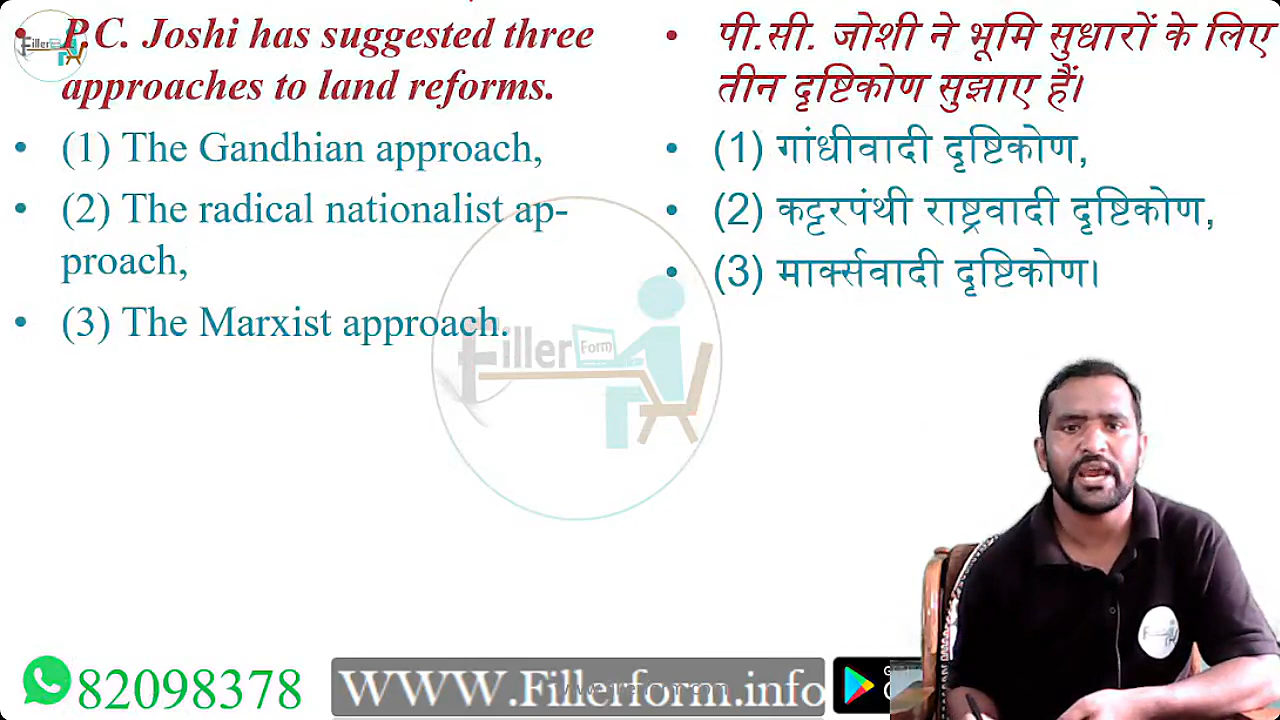 P.C. Joshi has suggested three
approaches to land reforms.
• (1) The Gandhian approach,
• (2) The radical nationalist ap-
proach,
• (3) The Marxist approach.
• पी.सी. जोशी ने भूमि सुधारों के लिए
तीन दृष्टिकोण सुझाए हैं।
• (1) गांधीवादी दृष्टिकोण,
• (2) कट्टरपंथी राष्ट्रवादी दृष्टिकोण,
• (3) मार्क्सवादी दृष्टिकोण।
Filler Form
82098378
www.Fillerform.info